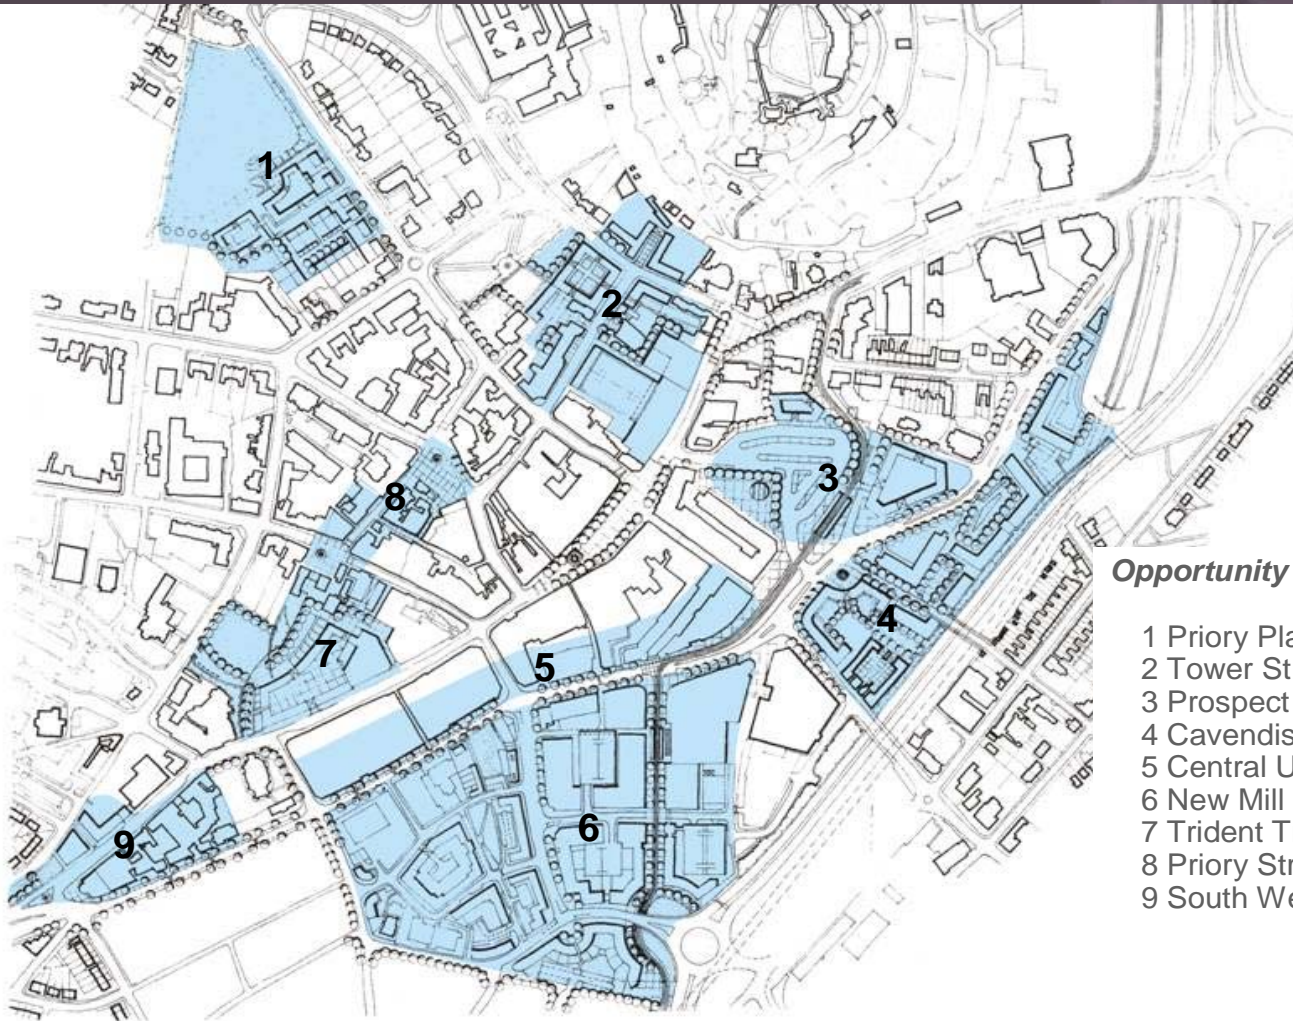 1
2
3
8
4
7
5
6
9
Opportunity
1 Priory Pla
2 Tower St
3 Prospect
4 Cavendis
5 Central U
6 New Mill
7 Trident T
8 Priory Str
9 South We